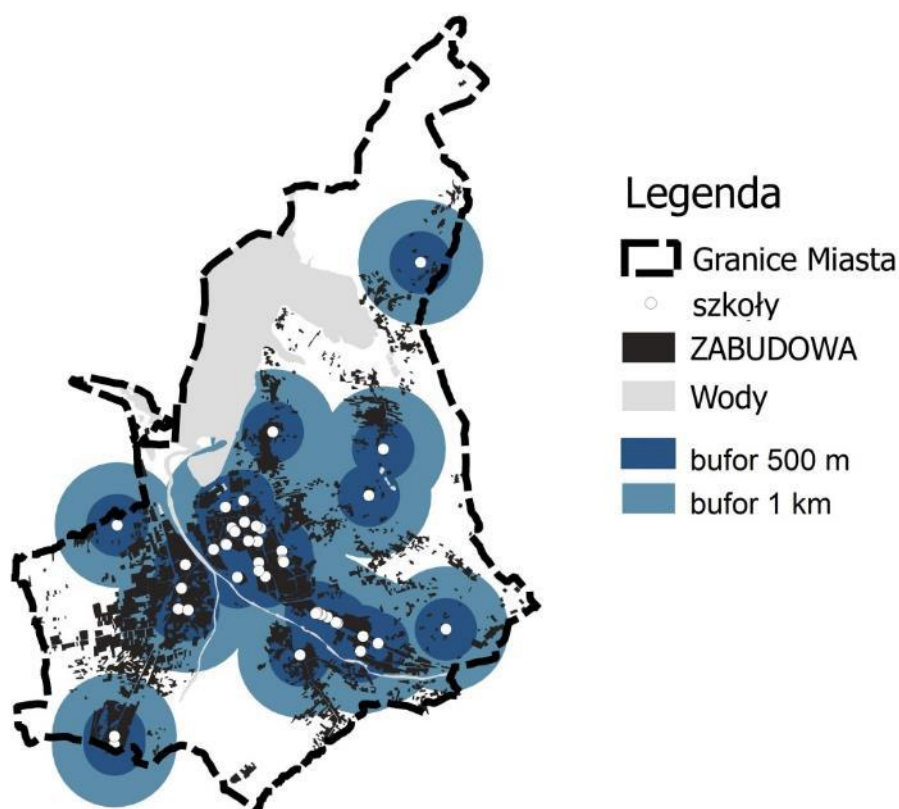 Legenda
Granice Miasta
szkoły
ZABUDOWA
Wody
bufor 500 m
bufor 1 km